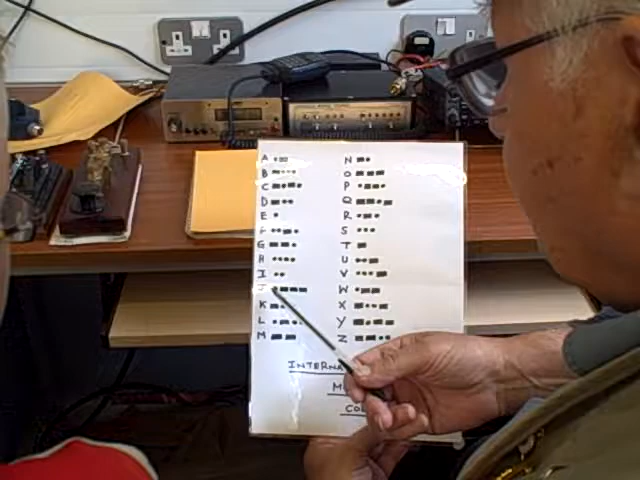 A •▬ N ▬•
B ▬••• O ▬▬▬
C ▬•▬• P •▬▬•
D ▬•• Q ▬▬•▬
E • R •▬•
F ••▬• S •••
G ▬▬• T ▬
H •••• U ••▬
I •• V •••▬
J •▬▬▬ W •▬▬
K ▬• X ▬••▬
L •▬•• Y ▬•▬▬
M ▬▬ Z ▬▬••
INTERNA
M
CO